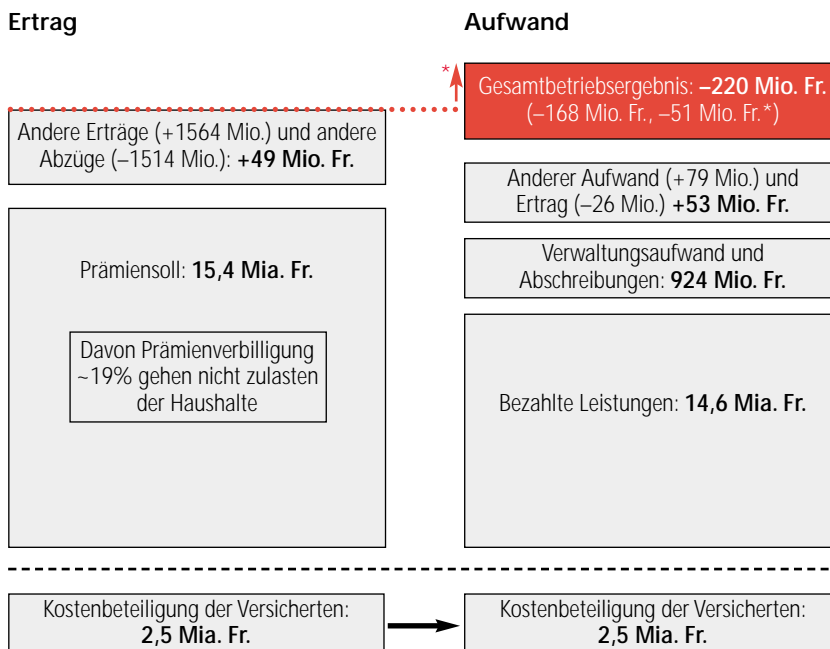 Ertrag
Andere Erträge (+1564 Mio.) und andere
Abzüge (–1514 Mio.): +49 Mio. Fr.
Prämiensoll: 15,4 Mia. Fr.
Davon Prämienverbilligung
~19% gehen nicht zulasten
der Haushalte
Kostenbeteiligung der Versicherten:
2,5 Mia. Fr.
Aufwand
*
Gesamtbetriebsergebnis: –220 Mio. Fr.
(–168 Mio. Fr., –51 Mio. Fr.*)
Anderer Aufwand (+79 Mio.) und
Ertrag (–26 Mio.) +53 Mio. Fr.
Verwaltungsaufwand und
Abschreibungen: 924 Mio. Fr.
Bezahlte Leistungen: 14,6 Mia. Fr.
Kostenbeteiligung der Versicherten:
2,5 Mia. Fr.